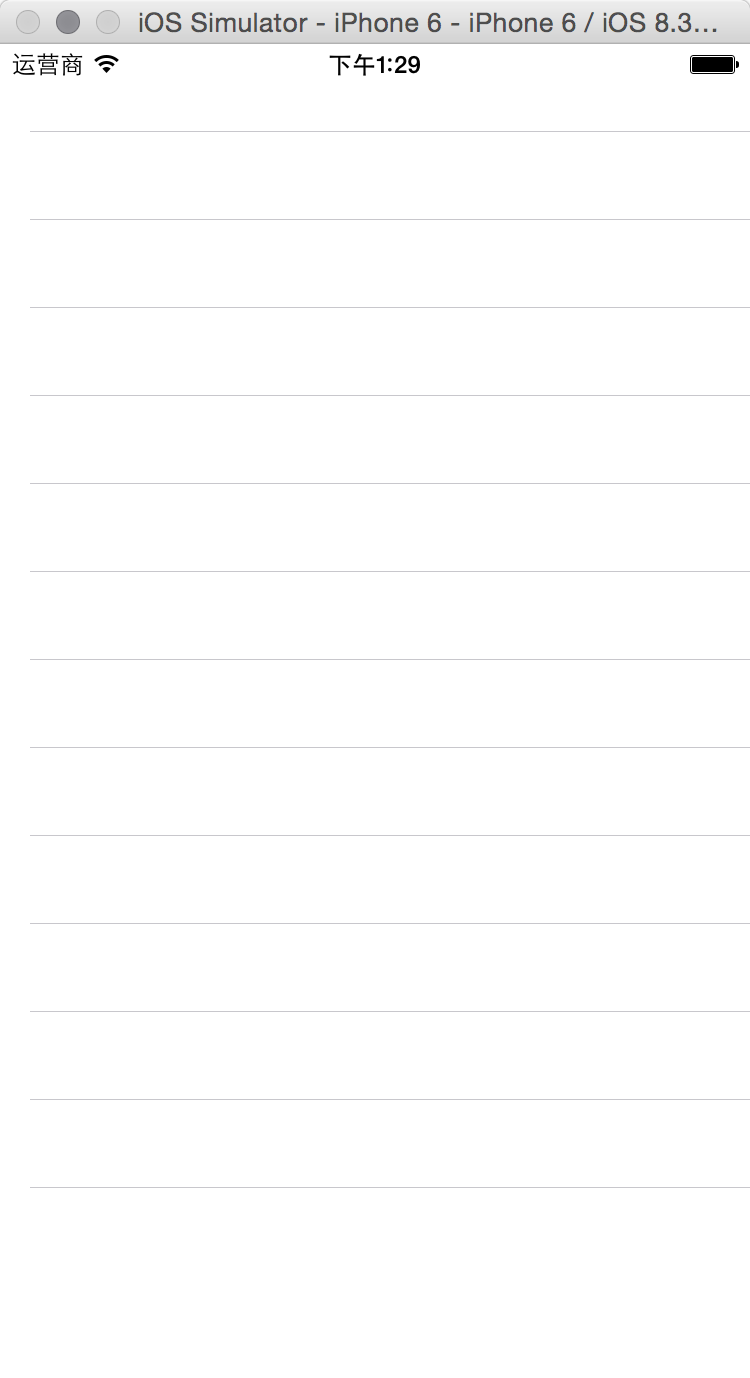 iOS Simulator - iPhone 6 - iPhone 6 / iOS 8.3...
运营商 下午1:29